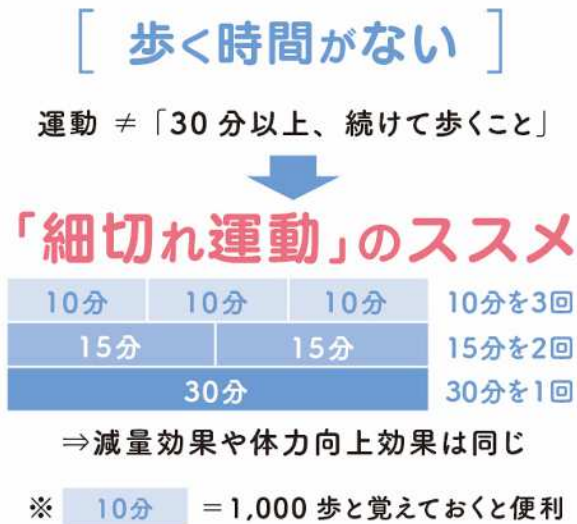 [ 歩く時間がない ]
運動 ≠「30分以上、続けて歩くこと」
「細切れ運動」のススメ
10分 10分 10分 10分を3回
15分 15分 15分を2回
30分 30分を1回
⇒減量効果や体力向上効果は同じ
※ 10分 =1,000歩と覚えておくと便利